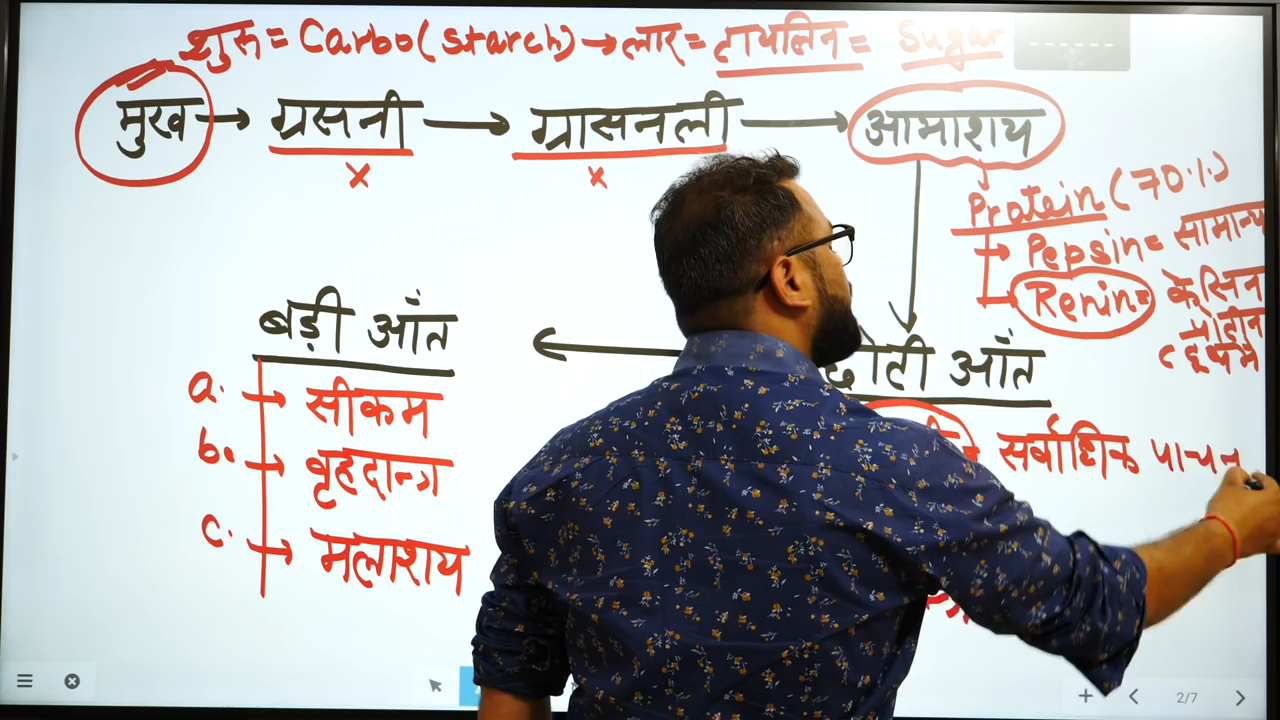 शुरू = Carbo(starch) → लार = टायलिन = Sugar
मुख → ग्रसनी → ग्रासनली → आमाशय
x x
Protein (70%)
→ Pepsin = सामान्य
→ Renin = केसिन
प्रोटीन
(दूध में
बड़ी आँत ← छोटी आँत
a. → सीकम
b. → वृहदान्त्र
c. → मलाशय
= सर्वाधिक पाचन
2/7